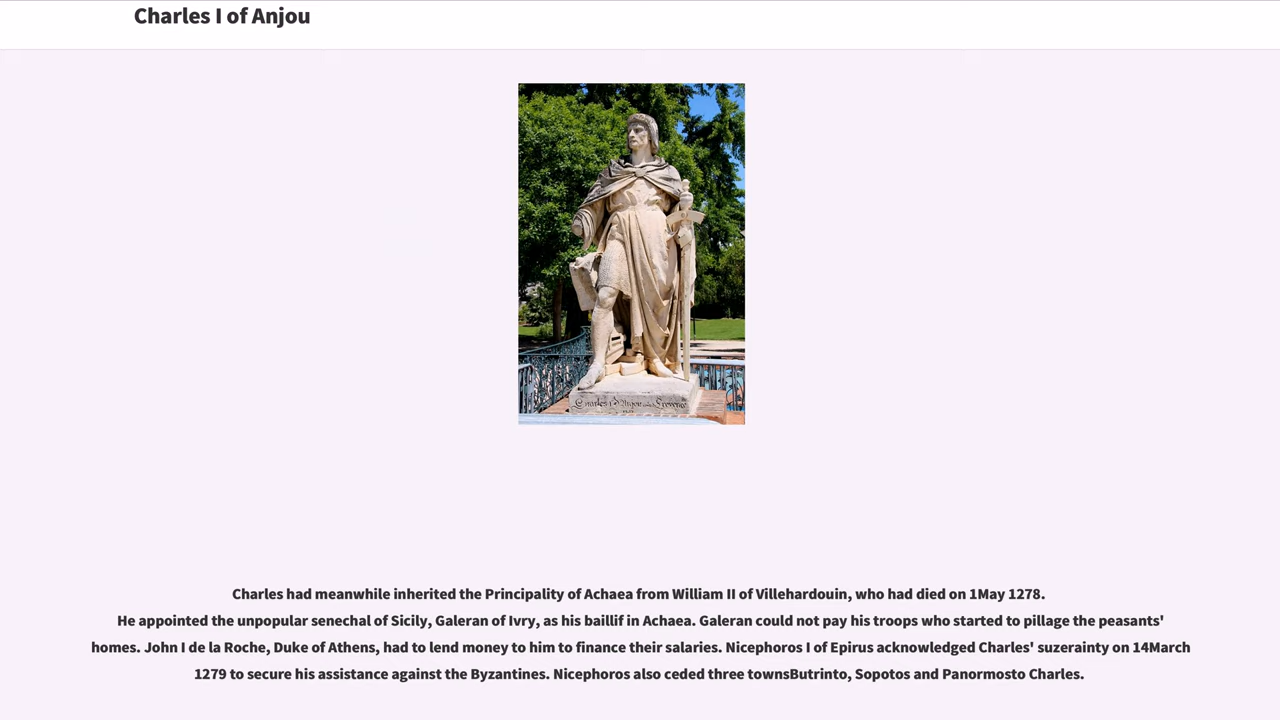 Charles I of Anjou
Charles I d'Anjou
Provence
Charles had meanwhile inherited the Principality of Achaea from William II of Villehardouin, who had died on 1May 1278.
He appointed the unpopular senechal of Sicily, Galeran of Ivry, as his baillif in Achaea. Galeran could not pay his troops who started to pillage the peasants'
homes. John I de la Roche, Duke of Athens, had to lend money to him to finance their salaries. Nicephoros I of Epirus acknowledged Charles' suzerainty on 14March
1279 to secure his assistance against the Byzantines. Nicephoros also ceded three townsButrinto, Sopotos and Panormosto Charles.